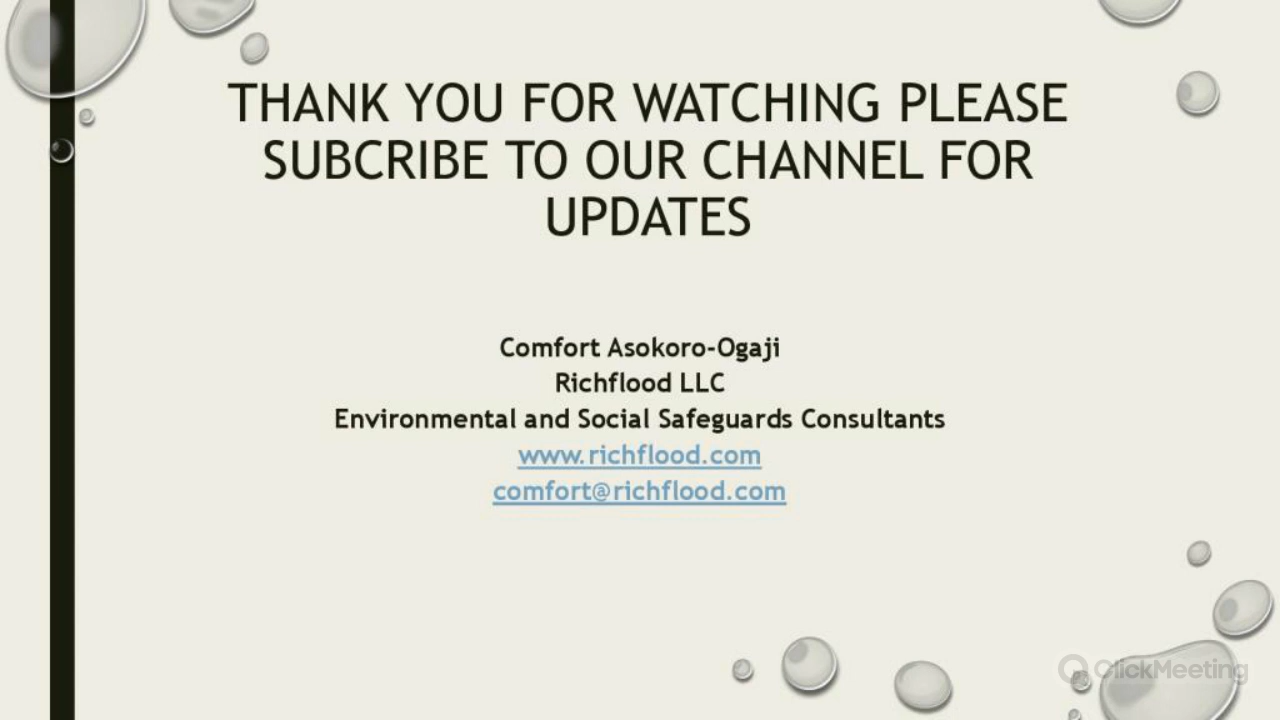 THANK YOU FOR WATCHING PLEASE
SUBCRIBE TO OUR CHANNEL FOR
UPDATES
Comfort Asokoro-Ogaji
Richflood LLC
Environmental and Social Safeguards Consultants
www.richflood.com
comfort@richflood.com
ClickMeeting